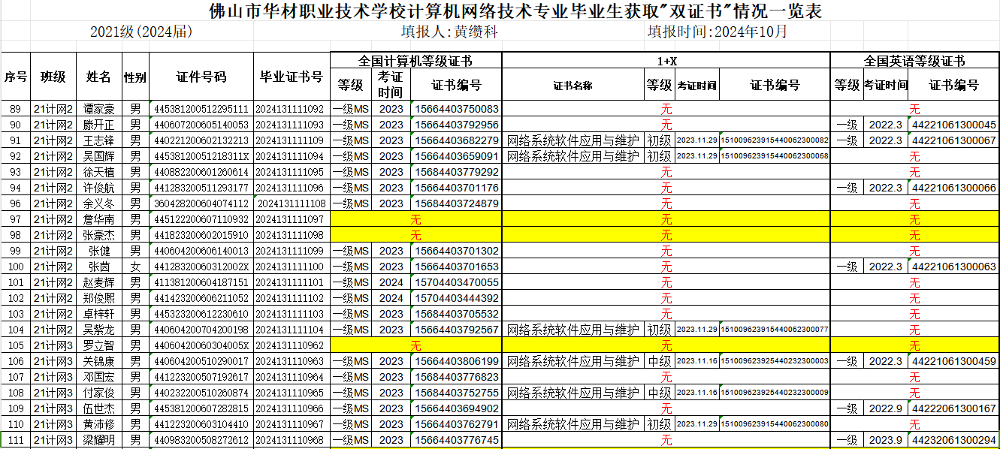 佛山市华材职业技术学校计算机网络技术专业毕业生获取"双证书"情况一览表
2021级(2024届) 填报人:黄缵科 填报时间:2024年10月
序号 班级 姓名 性别 证件号码 毕业证书号 全国计算机等级证书 1+X 全国英语等级证书
等级 考证时间 证书编号 证书名称 等级 考证时间 证书编号 等级 考证时间 证书编号
89 21计网2 谭家豪 男 445381200512295111 2024131111092 一级MS 2023 15664403750083 无 无
90 21计网2 滕开正 男 440607200605140053 2024131111093 一级MS 2023 15664403792956 无 一级 2022.3 44221061300045
91 21计网2 王志锋 男 440221200602132213 2024131111109 一级MS 2023 15664403682279 网络系统软件应用与维护 初级 2023.11.29 151009623915440062300082 一级 2022.3 44221061300067
92 21计网2 吴国辉 男 44538120051218311X 2024131111094 一级MS 2023 15664403659091 网络系统软件应用与维护 初级 2023.11.29 151009623915440062300068 无
93 21计网2 徐天植 男 440882200601260614 2024131111095 一级MS 2023 15684403779292 无 无
94 21计网2 许俊航 男 441283200511293177 2024131111096 一级MS 2023 15664403701176 无 一级 2022.3 44221061300066
96 21计网2 余义冬 男 360428200604074112 2024131111108 一级MS 2023 15684403724879 无 无
97 21计网2 詹华南 男 445122200607110932 2024131111097 无 无 无
98 21计网2 张豪杰 男 441823200602015910 2024131111098 无 无 无
99 21计网2 张健 男 440604200606140013 2024131111099 一级MS 2023 15664403701302 无 无
100 21计网2 张茵 女 44128320060312002X 2024131111100 一级MS 2023 15664403701653 无 一级 2022.3 44221061300063
101 21计网2 赵麦辉 男 411381200604187151 2024131111101 一级MS 2024 15704403470055 无 无
102 21计网2 郑俊熙 男 441423200606211052 2024131111102 一级MS 2024 15704403444392 无 无
103 21计网2 卓梓轩 男 445323200612230610 2024131111103 一级MS 2023 15684403705532 无 无
104 21计网2 吴紫龙 男 440604200704200198 2024131111104 一级MS 2023 15664403792567 网络系统软件应用与维护 初级 2023.11.29 151009623915440062300077 无
105 21计网3 罗立智 男 44060420060304005X 2024131110962 无 无 无
106 21计网3 关锦康 男 440604200510290017 2024131110963 一级MS 2023 15664403806199 网络系统软件应用与维护 中级 2023.11.16 151009623915440232300003 一级 2022.3 44221061300459
107 21计网3 邓国宏 男 441223200507192617 2024131110964 一级MS 2023 15684403776823 无 无
108 21计网3 付家俊 男 440232200510260874 2024131110965 一级MS 2023 15684403752755 网络系统软件应用与维护 中级 2023.11.16 151009623925440232300009 无
109 21计网3 伍世杰 男 445381200607282815 2024131110966 一级MS 2023 15664403694902 无 一级 2022.9 44222061300167
110 21计网3 黄沛修 男 441223200603104410 2024131110967 一级MS 2023 15664403762791 网络系统软件应用与维护 初级 2023.11.29 151009623915440062300080 无
111 21计网3 梁耀明 男 440983200508272612 2024131110968 一级MS 2023 15664403776745 无 一级 2023.9 44232061300294